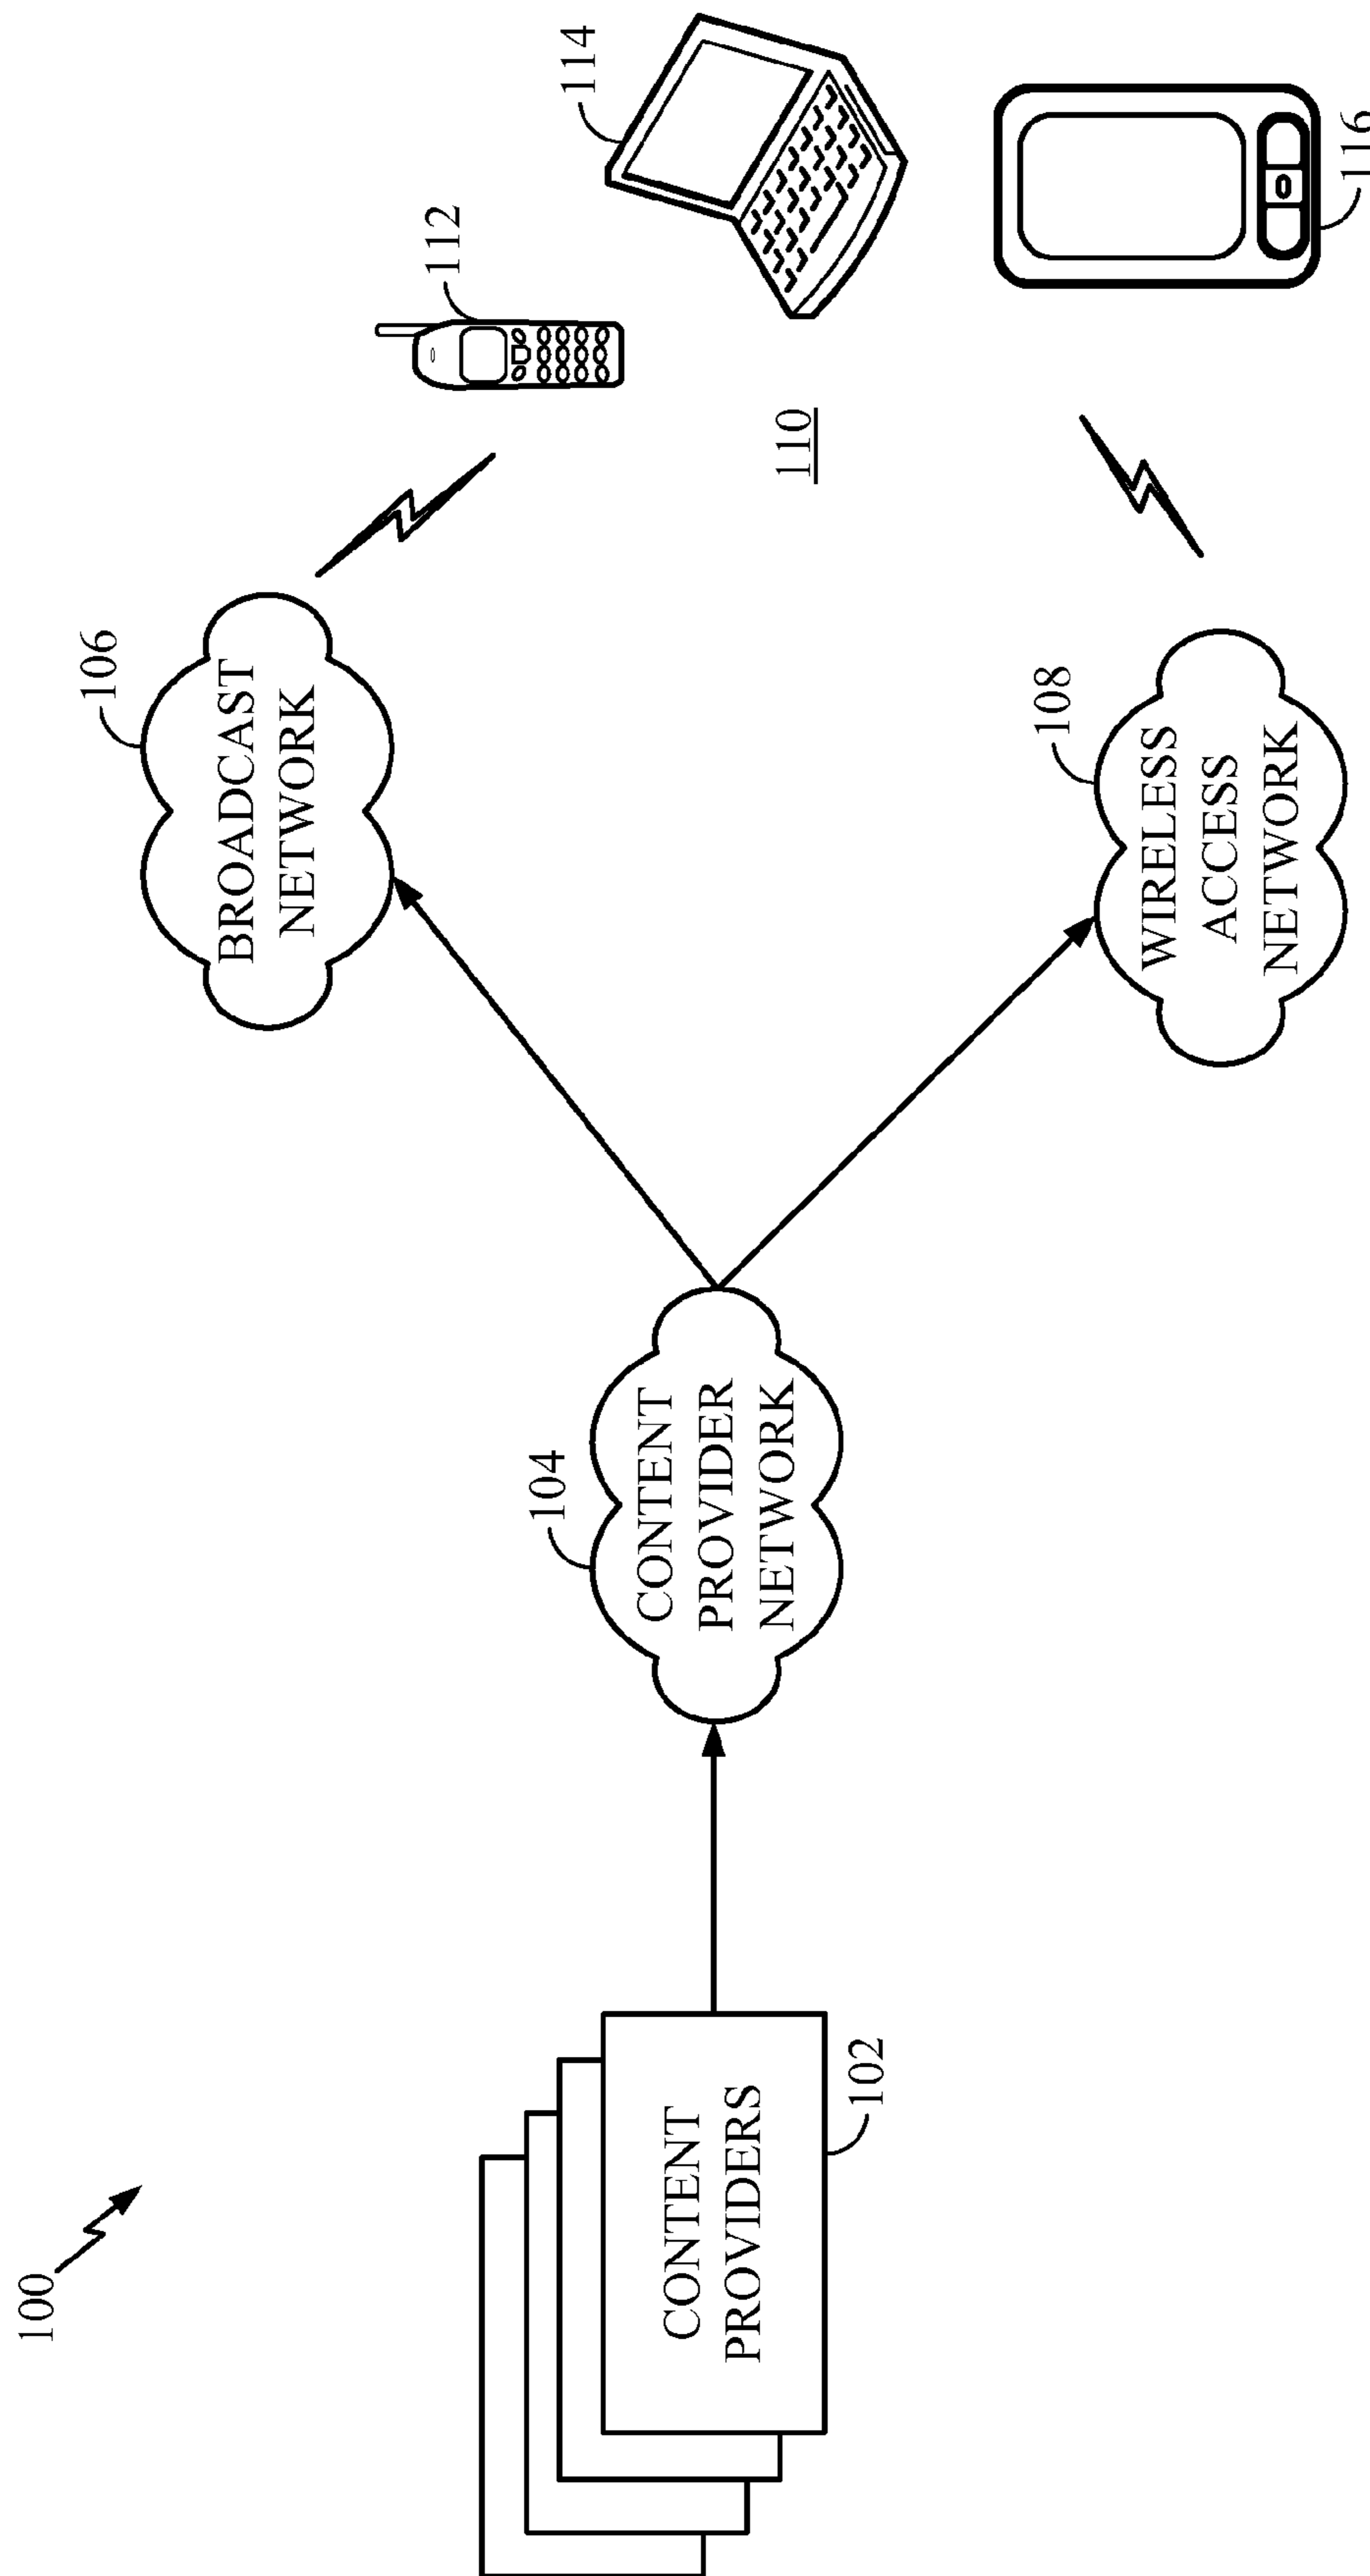 100
CONTENT
PROVIDERS
102
104
CONTENT
PROVIDER
NETWORK
106
BROADCAST
NETWORK
108
WIRELESS
ACCESS
NETWORK
110
112
114
116